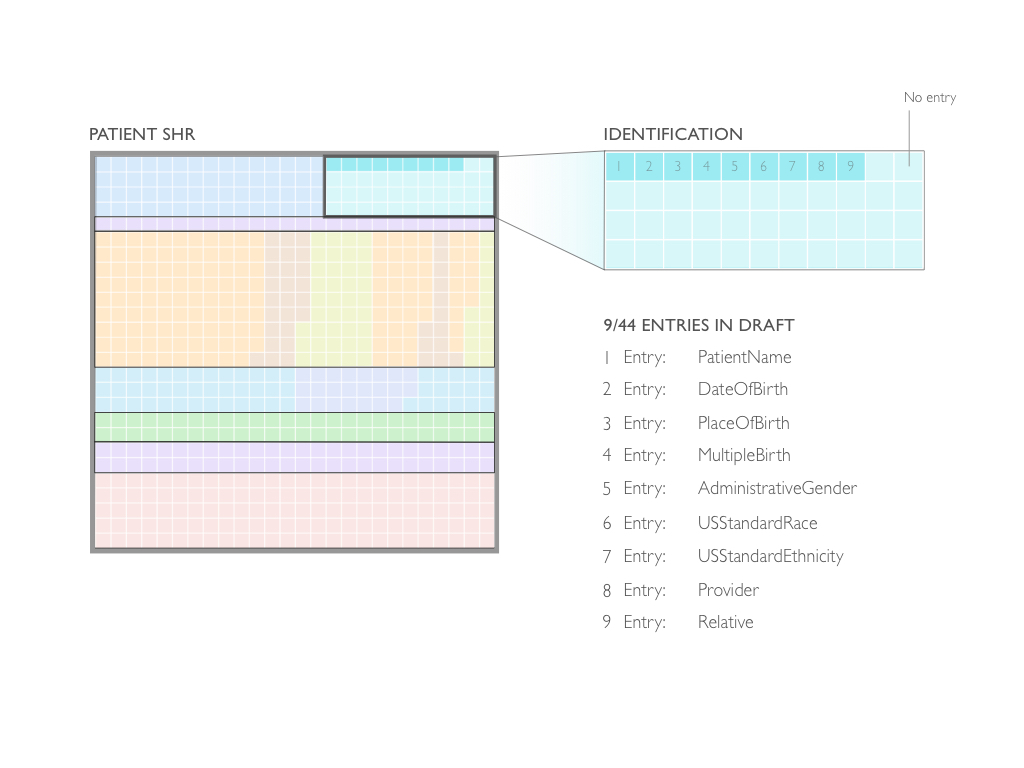 No entry
PATIENT SHR
IDENTIFICATION
1 2 3 4 5 6 7 8 9
9/44 ENTRIES IN DRAFT
1 Entry: PatientName
2 Entry: DateOfBirth
3 Entry: PlaceOfBirth
4 Entry: MultipleBirth
5 Entry: AdministrativeGender
6 Entry: USStandardRace
7 Entry: USStandardEthnicity
8 Entry: Provider
9 Entry: Relative